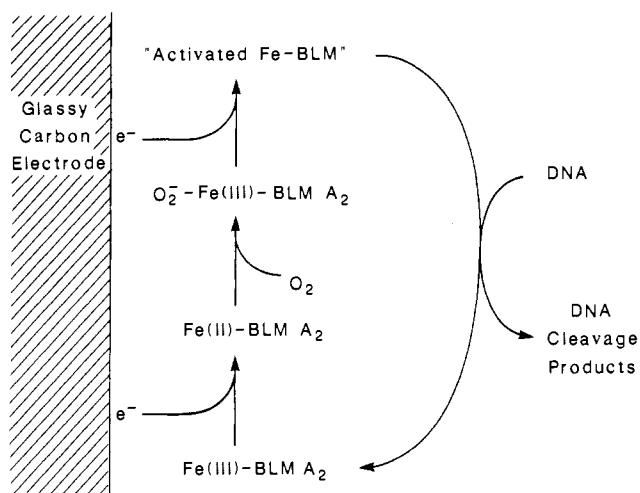 "Activated Fe-BLM"
Glassy
Carbon
Electrode
e⁻
O₂⁻-Fe(III)-BLM A₂
DNA
O₂
Fe(II)-BLM A₂
DNA
Cleavage
Products
e⁻
Fe(III)-BLM A₂